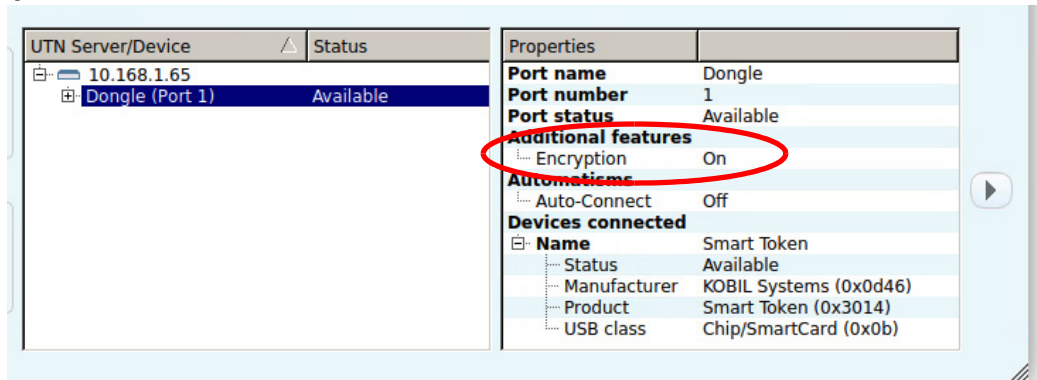 UTN Server/Device Status
10.168.1.65
Dongle (Port 1) Available
Properties
Port name Dongle
Port number 1
Port status Available
Additional features
Encryption On
Automatisms
Auto-Connect Off
Devices connected
Name Smart Token
Status Available
Manufacturer KOBIL Systems (0x0d46)
Product Smart Token (0x3014)
USB class Chip/SmartCard (0x0b)